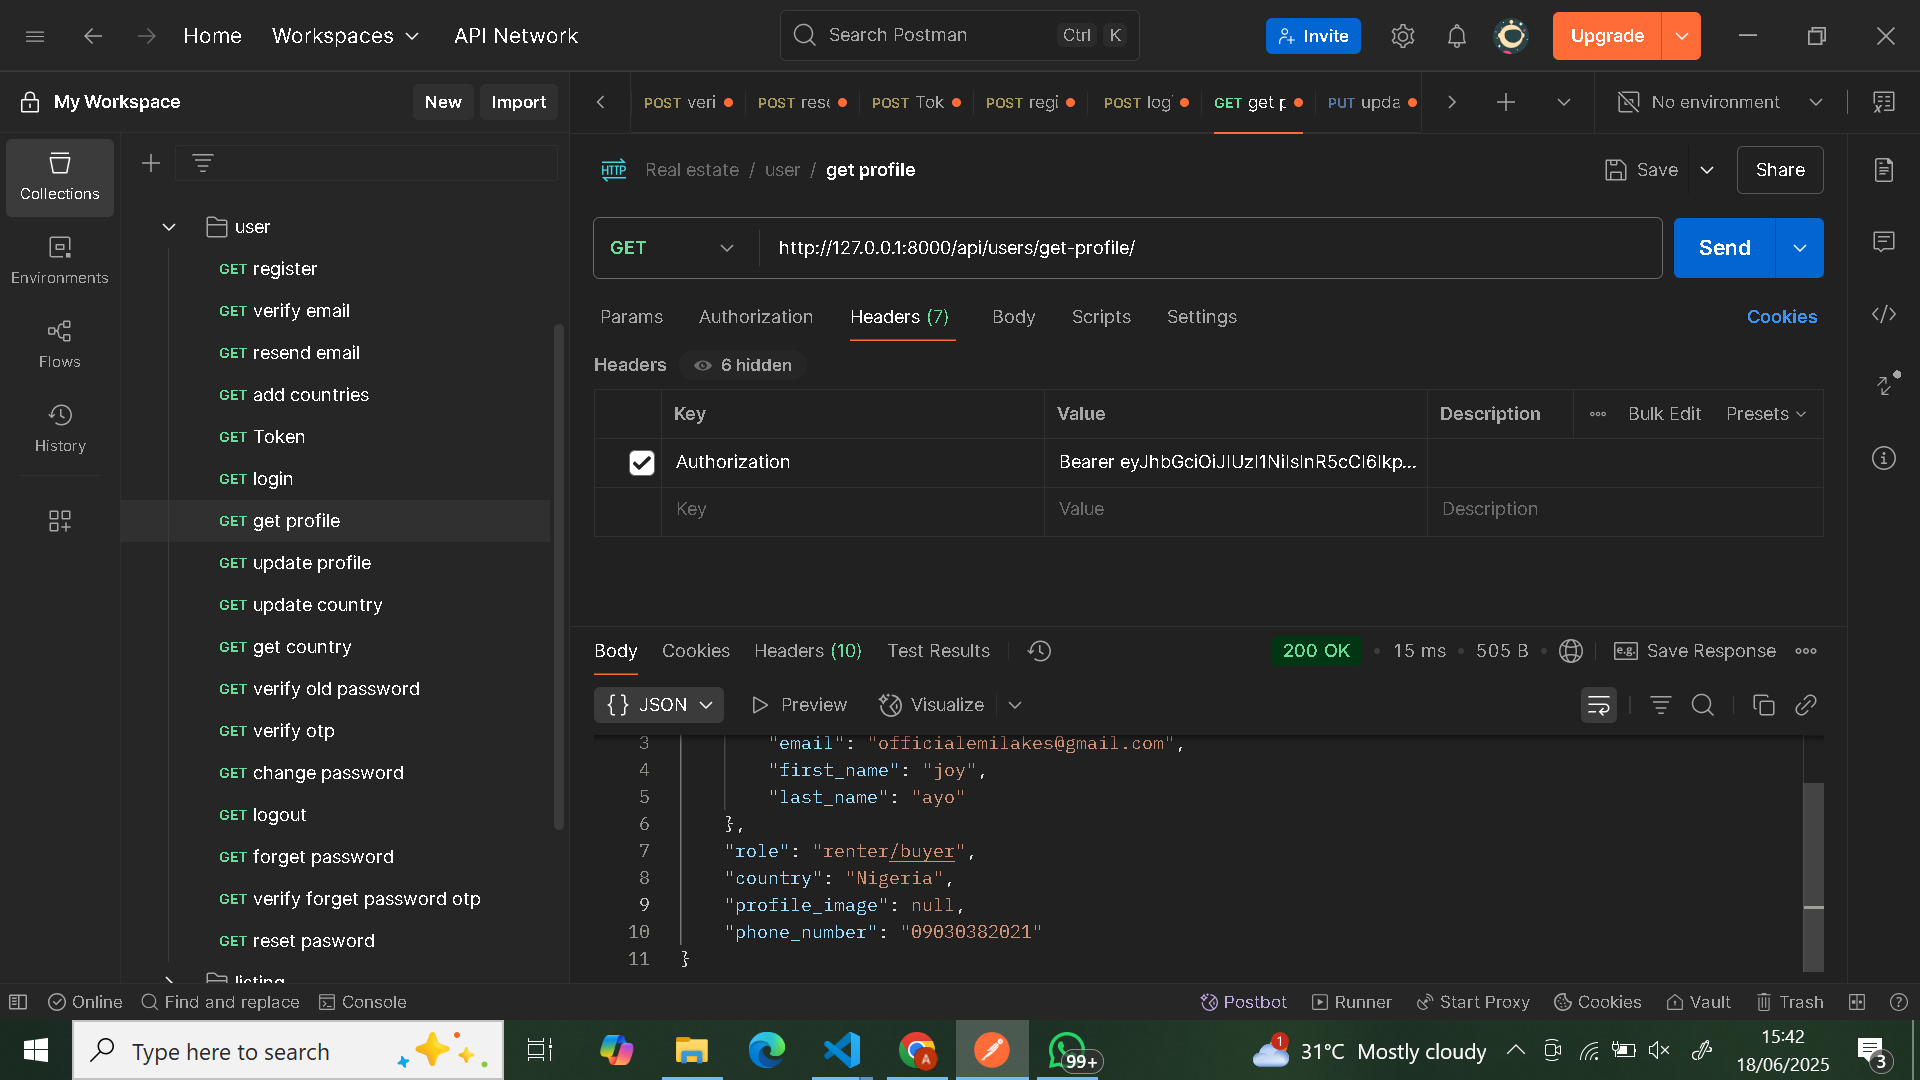 Home
Workspaces
API Network
Search Postman
Ctrl K
Invite
Upgrade
My Workspace
New
Import
POST veri
POST rese
POST Tok
POST regi
POST log
GET get p
PUT upda
No environment
Collections
Environments
Flows
History
user
GET register
GET verify email
GET resend email
GET add countries
GET Token
GET login
GET get profile
GET update profile
GET update country
GET get country
GET verify old password
GET verify otp
GET change password
GET logout
GET forget password
GET verify forget password otp
GET reset pasword
listing
HTTP Real estate / user / get profile
Save
Share
GET
http://127.0.0.1:8000/api/users/get-profile/
Send
Params
Authorization
Headers (7)
Body
Scripts
Settings
Cookies
Headers
6 hidden
Key
Value
Description
Bulk Edit
Presets
Authorization
Bearer eyJhbGciOiJIUzI1NiIsInR5cCI6Ikp...
Key
Value
Description
Body
Cookies
Headers (10)
Test Results
200 OK
15 ms
505 B
e.g. Save Response
{} JSON
Preview
Visualize
3 "email": "officialemilakes@gmail.com",
4 "first_name": "joy",
5 "last_name": "ayo"
6 },
7 "role": "renter/buyer",
8 "country": "Nigeria",
9 "profile_image": null,
10 "phone_number": "09030382021"
11 }
Online
Find and replace
Console
Postbot
Runner
Start Proxy
Cookies
Vault
Trash
Type here to search
A
99+
1
31°C Mostly cloudy
15:42
18/06/2025
3